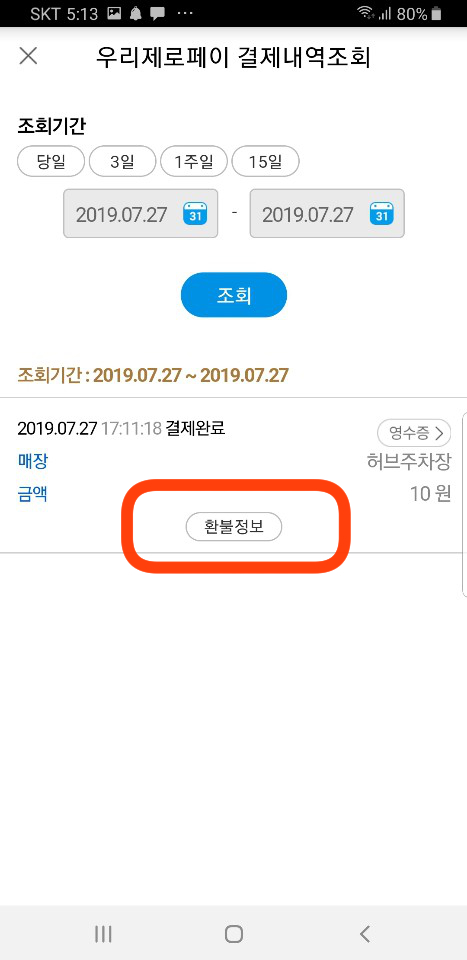 SKT 5:13 ... 80%
우리제로페이 결제내역조회
조회기간
당일 3일 1주일 15일
2019.07.27 31 - 2019.07.27 31
조회
조회기간 : 2019.07.27 ~ 2019.07.27
2019.07.27 17:11:18 결제완료 영수증 >
매장 허브주차장
금액 10 원
환불정보